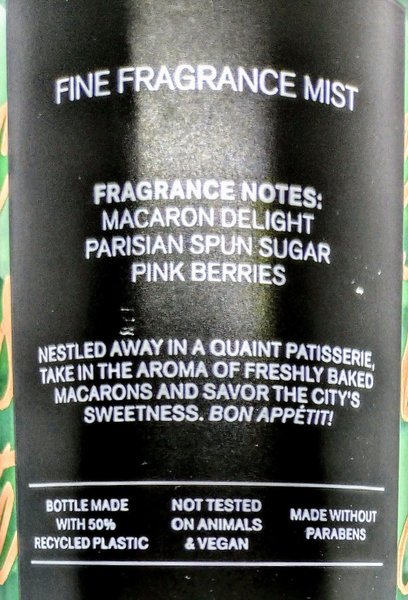 FINE FRAGRANCE MIST
FRAGRANCE NOTES:
MACARON DELIGHT
PARISIAN SPUN SUGAR
PINK BERRIES
NESTLED AWAY IN A QUAINT PATISSERIE,
TAKE IN THE AROMA OF FRESHLY BAKED
MACARONS AND SAVOR THE CITY'S
SWEETNESS. BON APPÉTIT!
BOTTLE MADE
WITH 50%
RECYCLED PLASTIC
NOT TESTED
ON ANIMALS
& VEGAN
MADE WITHOUT
PARABENS